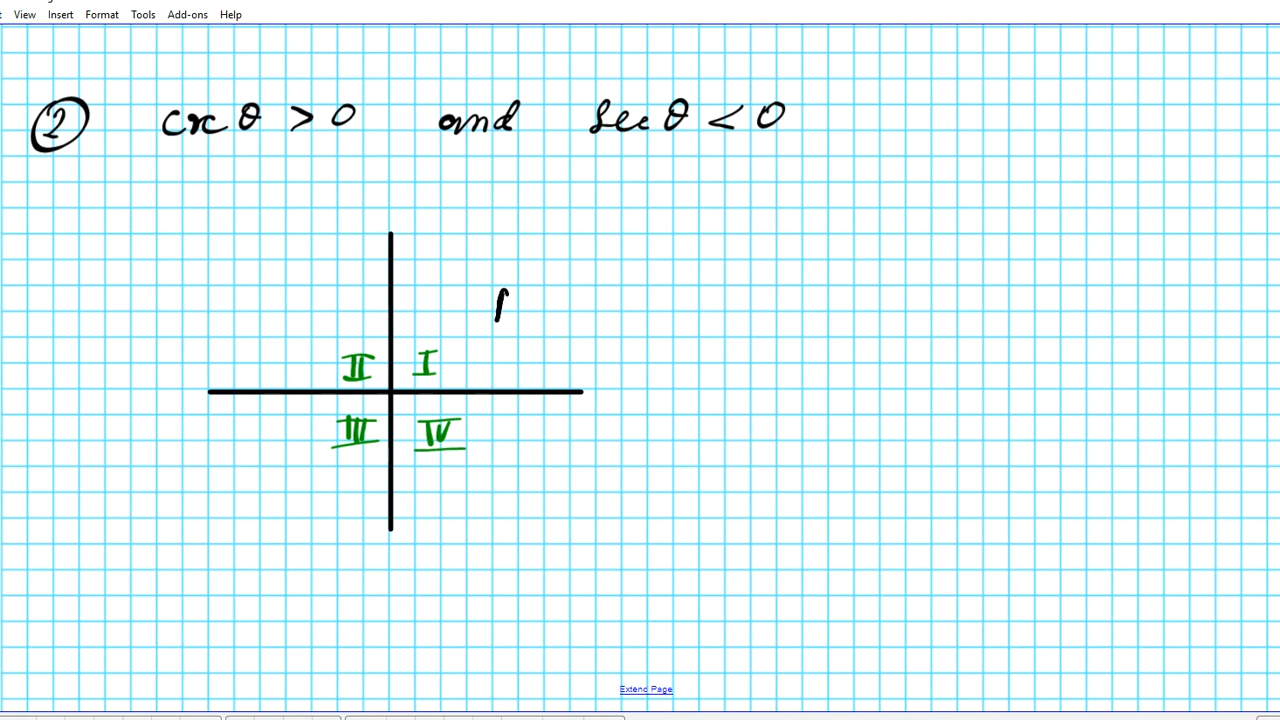 View Insert Format Tools Add-ons Help
② csc θ > 0 and sec θ < 0
II I
III IV
Extend Page